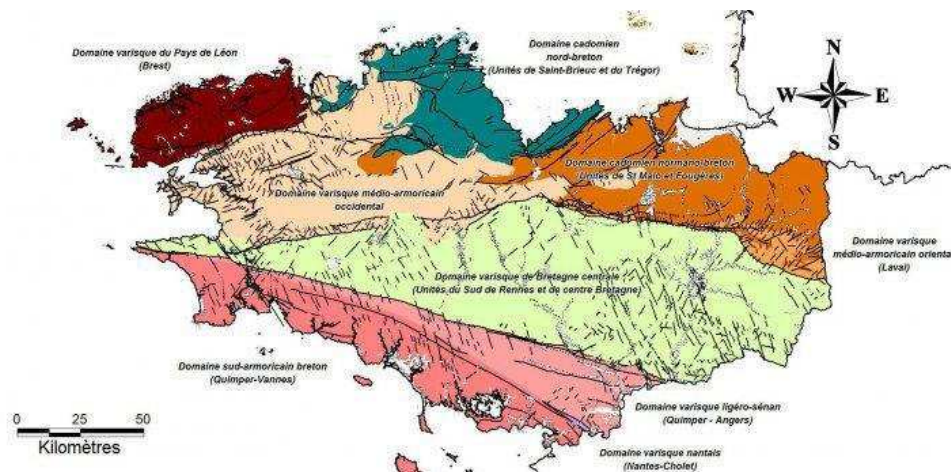 Domaine varisque du Pays de Léon
(Brest)
Domaine cadomien
nord-breton
(Unités de Saint-Brieuc et du Trégor)
N
W
E
S
Domaine cadomien normano breton
(Unités de St Malo et Fougères)
Domaine varisque médio-armoricain
occidental
Domaine varisque
médio-armoricain orienta
(Laval)
Domaine varisque de Bretagne centrale
(Unités du Sud de Rennes et de centre Bretagne)
Domaine sud-armoricain breton
(Quimper-Vannes)
Domaine varisque ligéro-sénan
(Quimper - Angers)
Domaine varisque nantais
(Nantes-Cholet)
0 25 50
Kilomètres